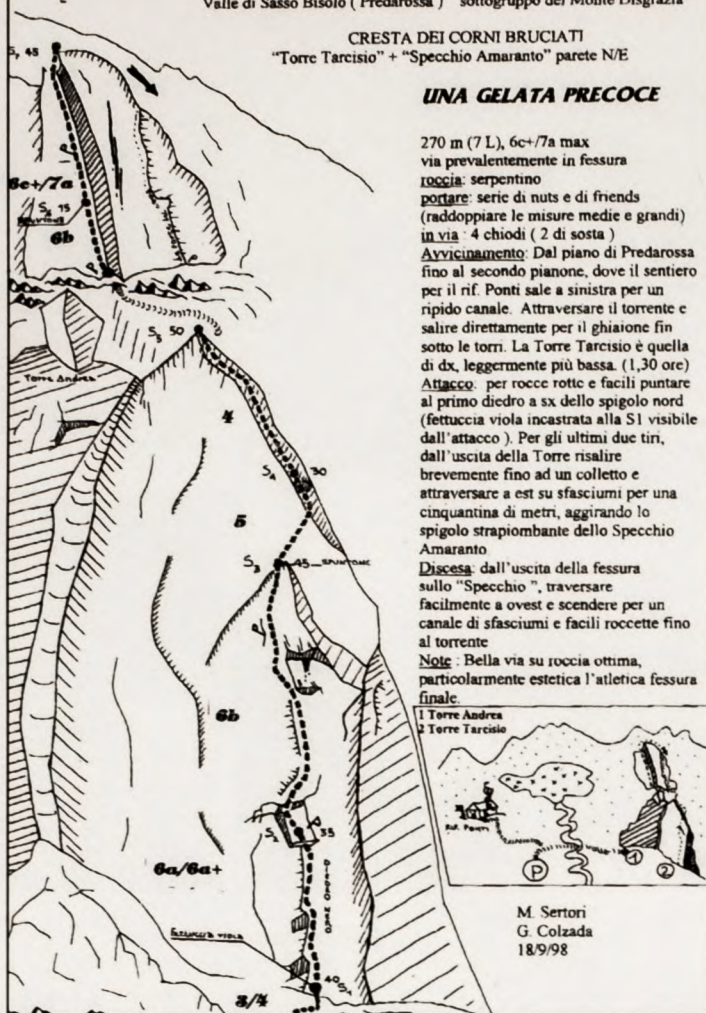 Valle di Sasso Bisolo ( Predarossa ) sottogruppo del Monte Disgrazia
CRESTA DEI CORNI BRUCIATI
"Torre Tarcisio" + "Specchio Amaranto" parete N/E
UNA GELATA PRECOCE
270 m (7 L), 6c+/7a max
via prevalentemente in fessura
roccia: serpentino
portare: serie di nuts e di friends
(raddoppiare le misure medie e grandi)
in via : 4 chiodi ( 2 di sosta )
Avvicinamento: Dal piano di Predarossa
fino al secondo pianone, dove il sentiero
per il rif. Ponti sale a sinistra per un
ripido canale. Attraversare il torrente e
salire direttamente per il ghiaione fin
sotto le torri. La Torre Tarcisio è quella
di dx, leggermente più bassa. (1,30 ore)
Attacco: per rocce rotte e facili puntare
al primo diedro a sx dello spigolo nord
(fettuccia viola incastrata alla S1 visibile
dall'attacco ). Per gli ultimi due tiri,
dall'uscita della Torre risalire
brevemente fino ad un colletto e
attraversare a est su sfasciumi per una
cinquantina di metri, aggirando lo
spigolo strapiombante dello Specchio
Amaranto
Discesa: dall'uscita della fessura
sullo "Specchio ", traversare
facilmente a ovest e scendere per un
canale di sfasciumi e facili roccette fino
al torrente
Note : Bella via su roccia ottima,
particolarmente estetica l'atletica fessura
finale.
1 Torre Andrea
2 Torre Tarcisio
Rif. Ponti
P
1
2
M. Sertori
G. Colzada
18/9/98
45
6c+/7a
S6 15
SPUNTONE
6b
S5 50
Torre Andrea
4
S4 30
5
S3 45 SPUNTONE
6b
S2 35
6a/6a+
DIEDRO NERO
FETTUCCIA VIOLA
40 S1
3/4